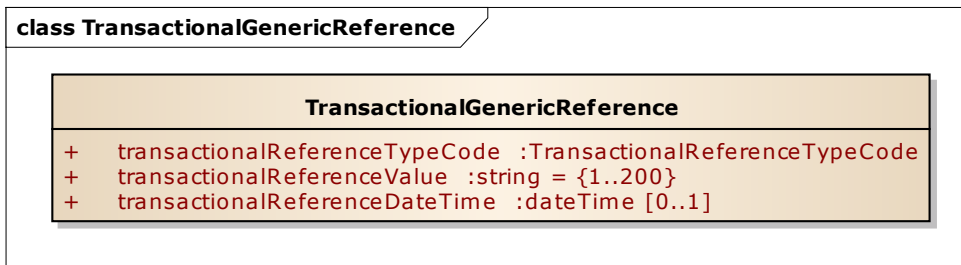 class TransactionalGenericReference
TransactionalGenericReference
+ transactionalReferenceTypeCode :TransactionalReferenceTypeCode
+ transactionalReferenceValue :string = {1..200}
+ transactionalReferenceDateTime :dateTime [0..1]